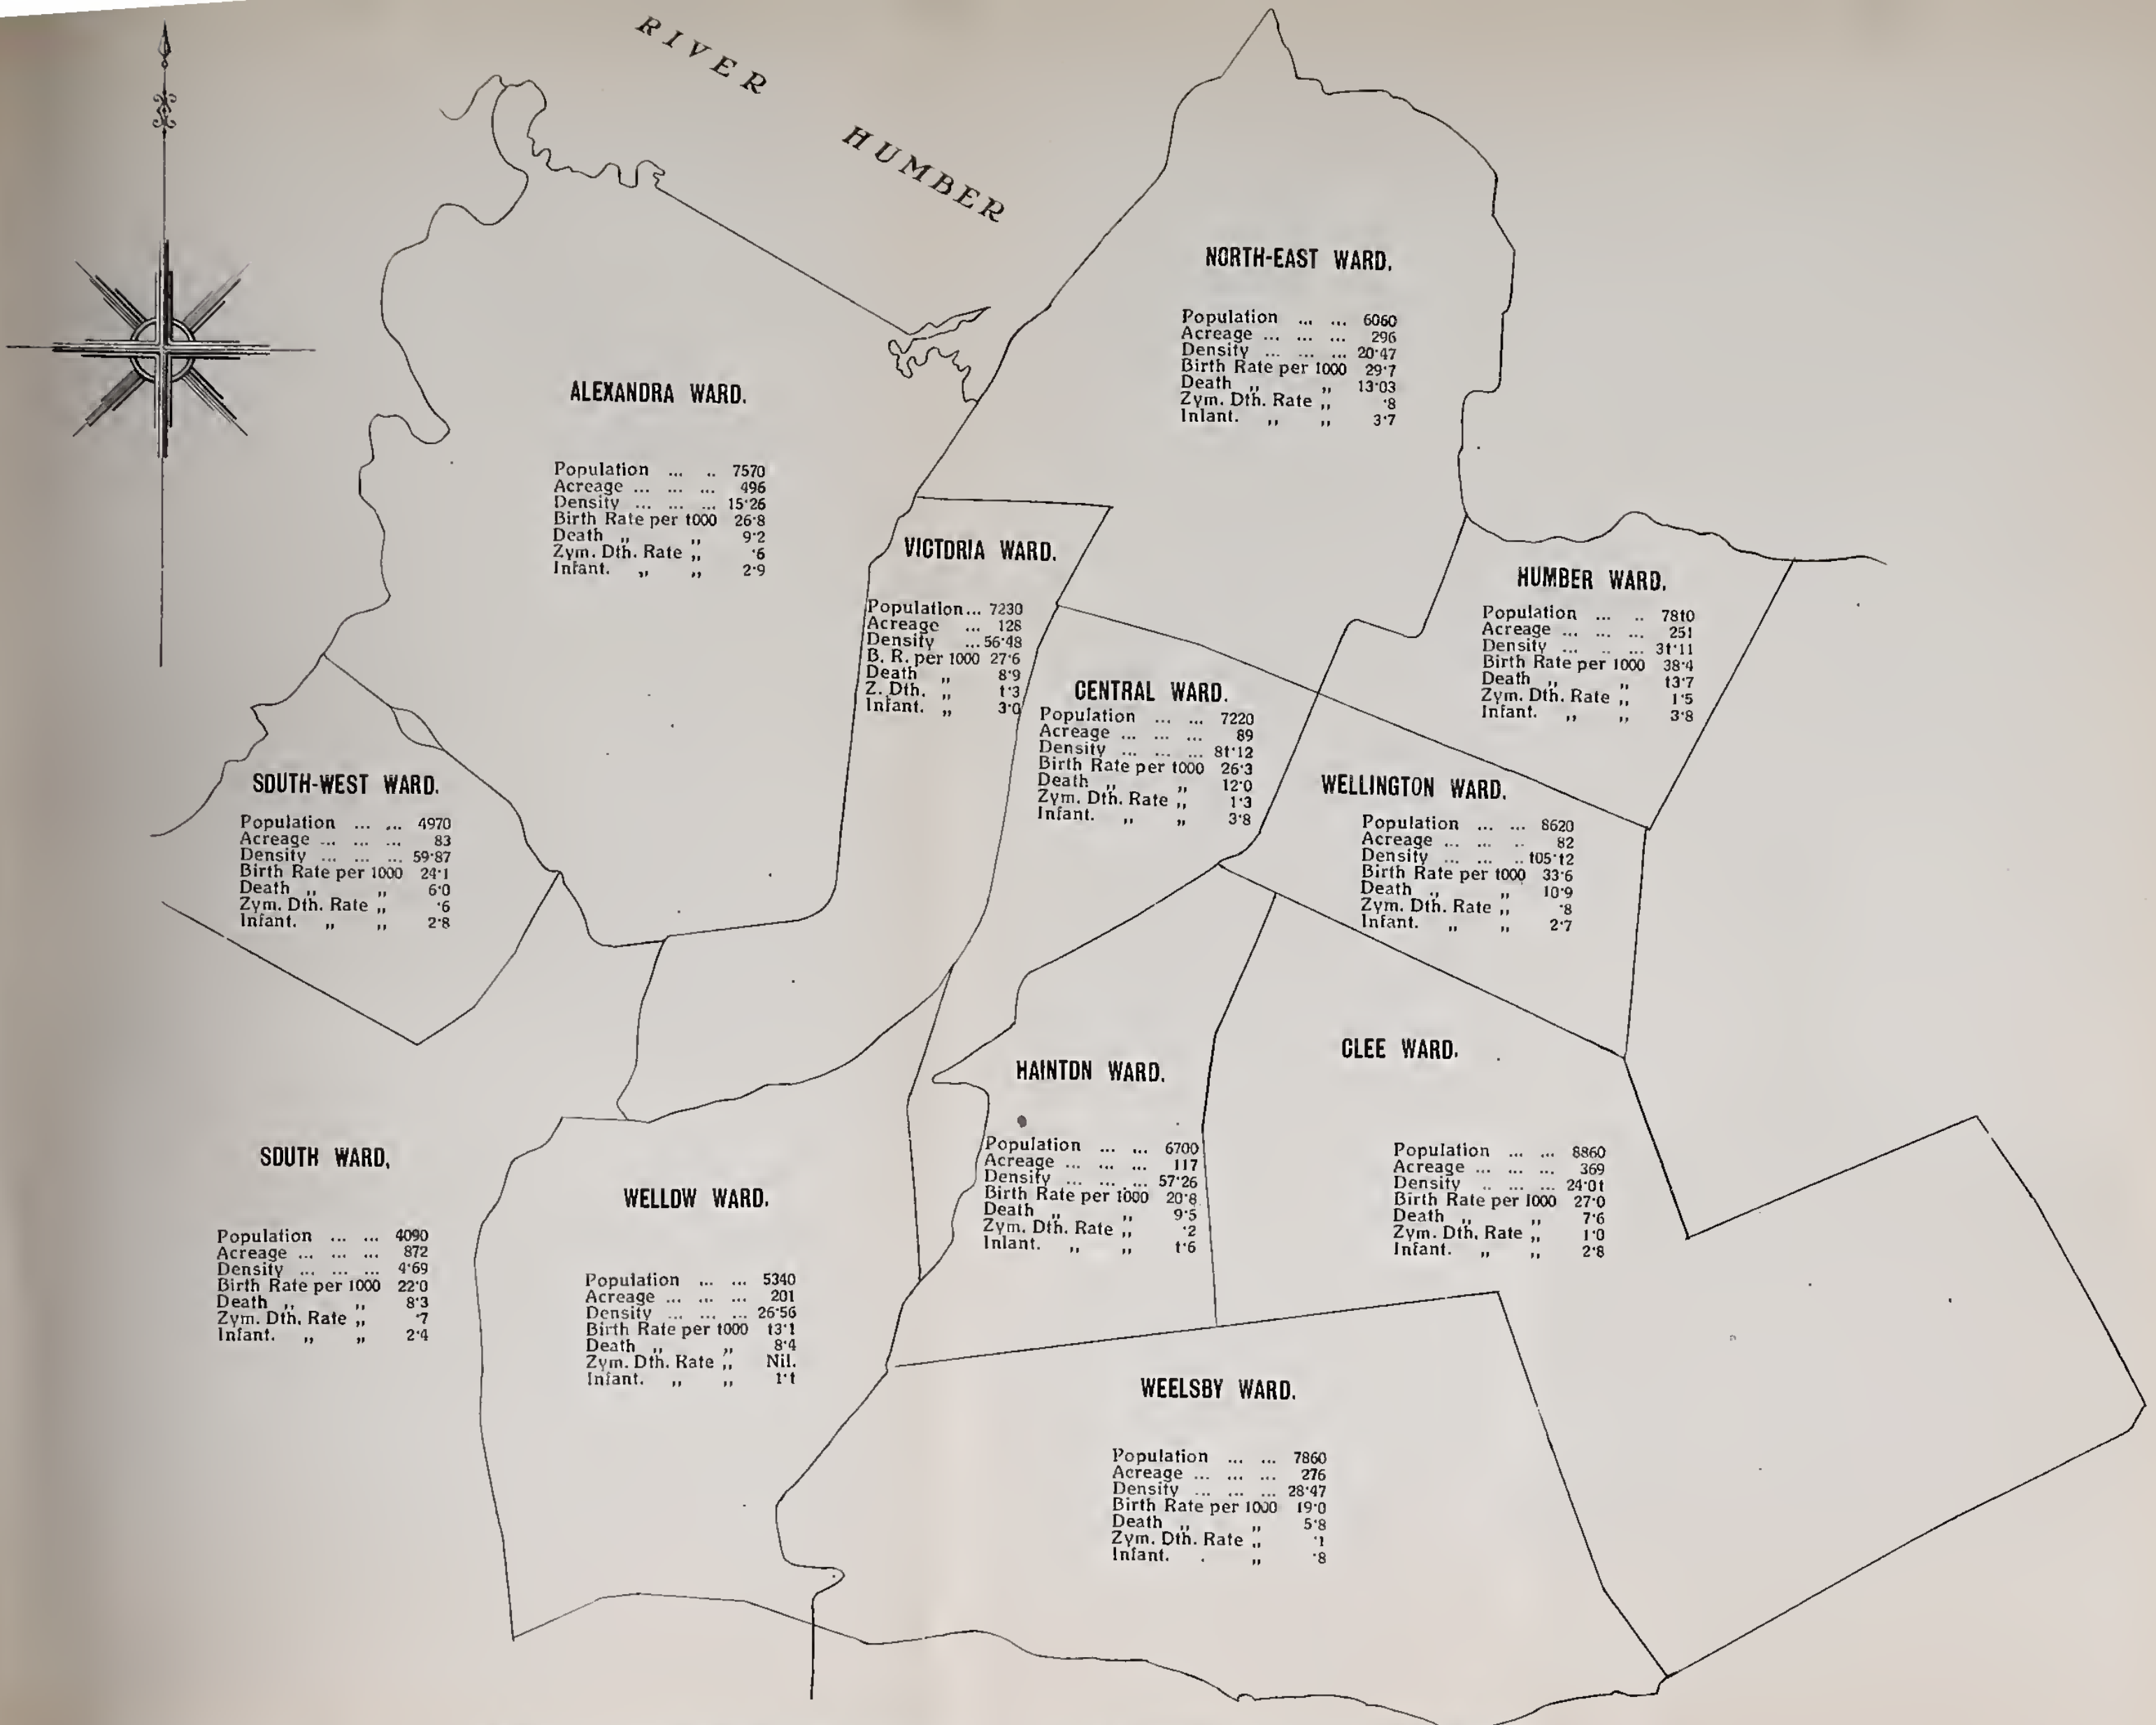 RIVER
HUMBER
NORTH-EAST WARD.
Population ... ... 6060
Acreage ... ... ... 296
Density ... ... ... 20·47
Birth Rate per 1000 29·7
Death „ „ 13·03
Zym. Dth. Rate „ ·8
Infant. „ „ 3·7
ALEXANDRA WARD.
Population ... .. 7570
Acreage ... ... ... 496
Density ... ... ... 15·26
Birth Rate per 1000 26·8
Death „ „ 9·2
Zym. Dth. Rate „ ·6
Infant. „ „ 2·9
VICTORIA WARD.
Population... 7230
Acreage ... 128
Density ... 56·48
B. R. per 1000 27·6
Death „ 8·9
Z. Dth. „ 1·3
Infant. „ 3·0
HUMBER WARD.
Population ... .. 7810
Acreage ... ... ... 251
Density ... .. ... 31·11
Birth Rate per 1000 38·4
Death „ „ 13·7
Zym. Dth. Rate „ 1·5
Infant. „ „ 3·8
CENTRAL WARD.
Population ... ... 7220
Acreage ... ... ... 89
Density ... ... ... 81·12
Birth Rate per 1000 26·3
Death „ „ 12·0
Zym. Dth. Rate „ 1·3
Infant. „ „ 3·8
SOUTH-WEST WARD.
Population ... ... 4970
Acreage ... ... ... 83
Density ... ... ... 59·87
Birth Rate per 1000 24·1
Death „ „ 6·0
Zym. Dth. Rate „ ·6
Infant. „ „ 2·8
WELLINGTON WARD.
Population ... ... 8620
Acreage ... ... .. 82
Density ... ... .. 105·12
Birth Rate per 1000 33·6
Death „ „ 10·9
Zym. Dth. Rate „ ·8
Infant. „ „ 2·7
HAINTON WARD.
Population ... ... 6700
Acreage ... ... ... 117
Density ... ... ... 57·26
Birth Rate per 1000 20·8
Death „ „ 9·5
Zym. Dth. Rate „ ·2
Infant. „ „ 1·6
CLEE WARD.
Population ... ... 8860
Acreage ... ... ... 369
Density .. ... ... 24·01
Birth Rate per 1000 27·0
Death „ „ 7·6
Zym. Dth. Rate „ 1·0
Infant. „ „ 2·8
SOUTH WARD.
Population ... ... 4090
Acreage ... ... ... 872
Density ... ... ... 4·69
Birth Rate per 1000 22·0
Death „ „ 8·3
Zym. Dth. Rate „ ·7
Infant. „ „ 2·4
WELLOW WARD.
Population ... ... 5340
Acreage ... ... ... 201
Density ... ... ... 26·56
Birth Rate per 1000 13·1
Death „ „ 8·4
Zym. Dth. Rate „ Nil.
Infant. „ „ 1·1
WEELSBY WARD.
Population ... ... 7860
Acreage ... ... ... 276
Density ... ... ... 28·47
Birth Rate per 1000 19·0
Death „ „ 5·8
Zym. Dth. Rate „ ·1
Infant. . „ ·8